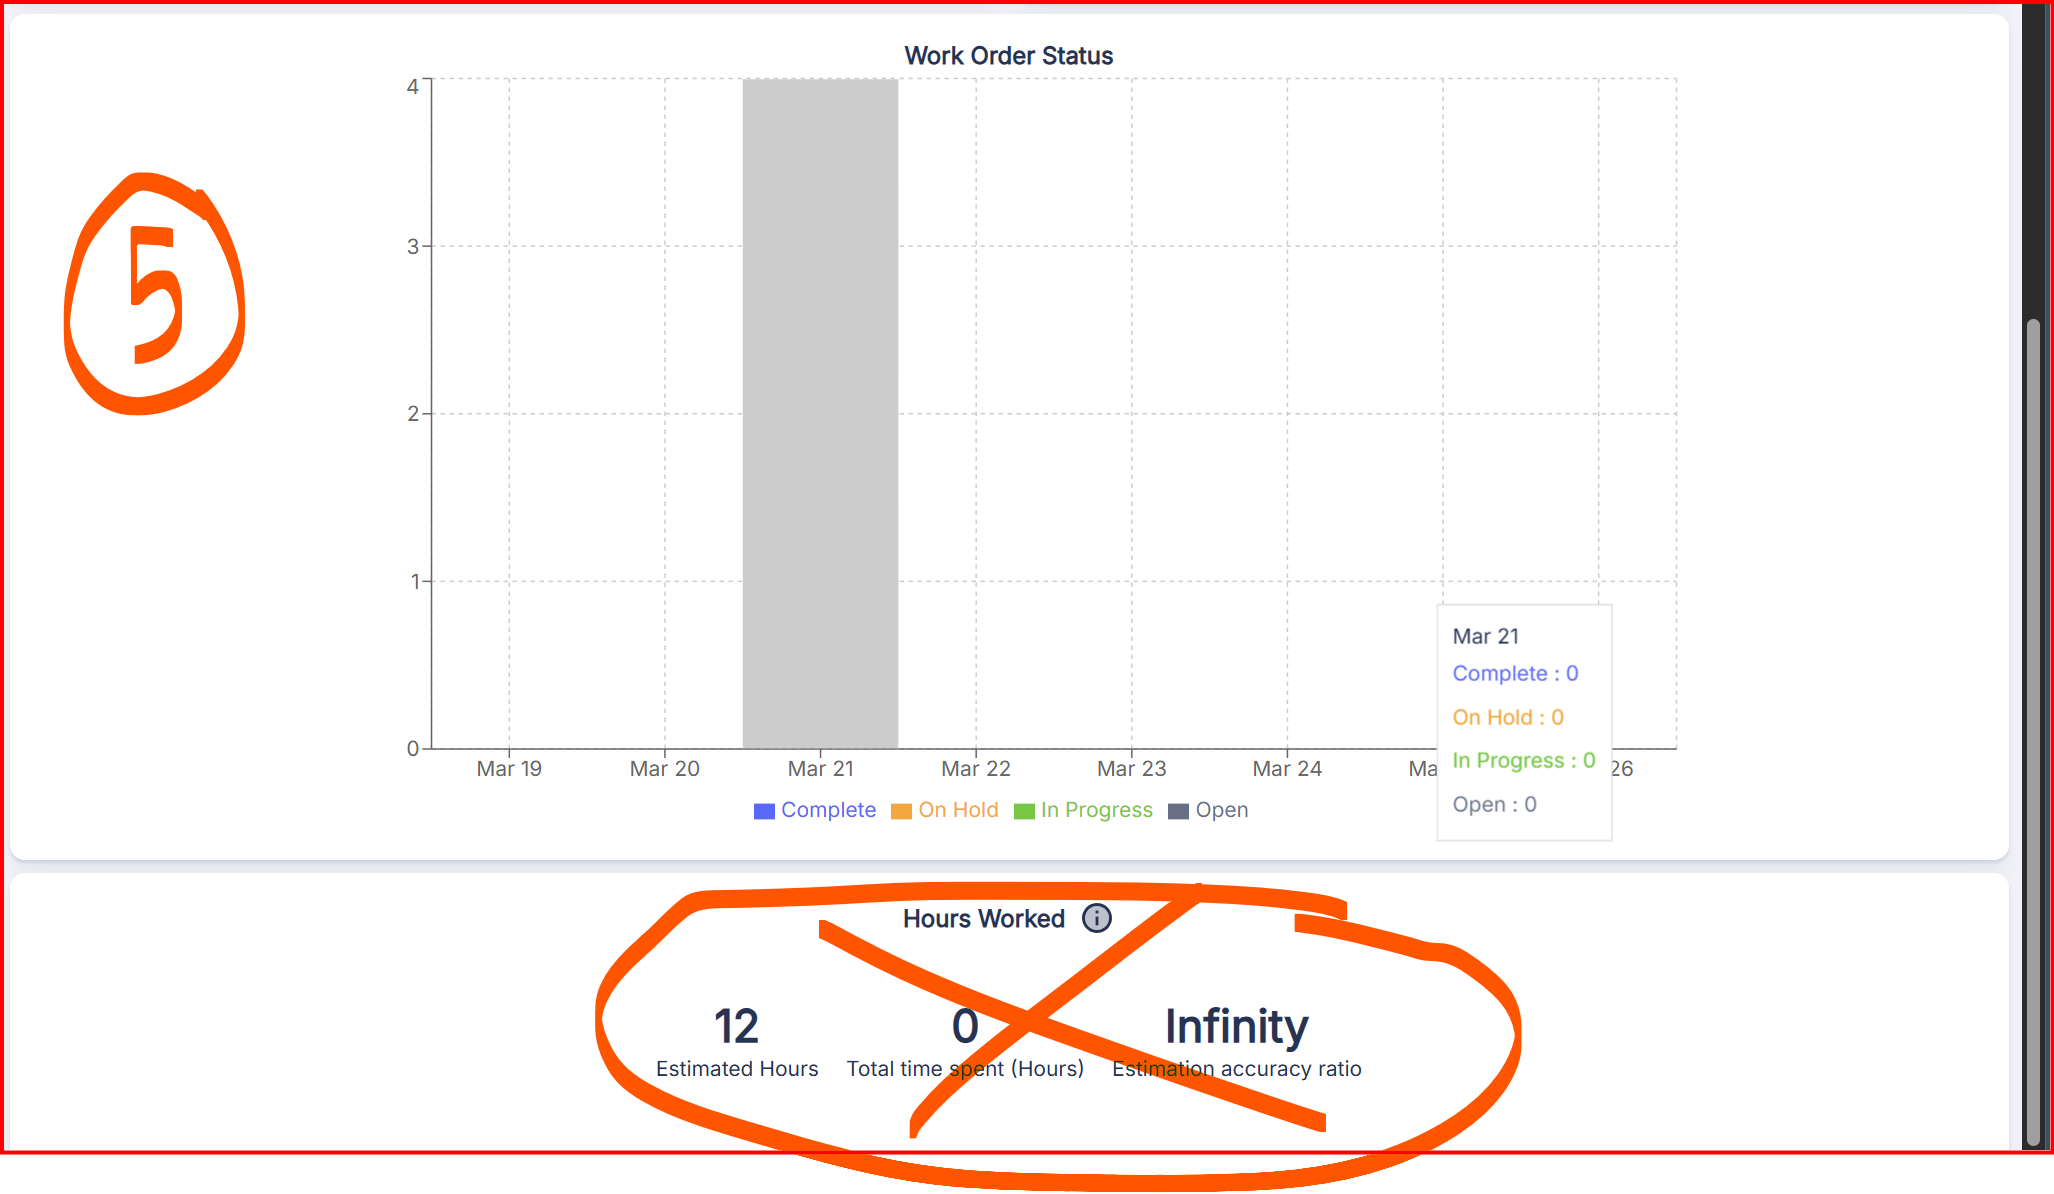 Work Order Status
4
5
3
2
1
0
Mar 19 Mar 20 Mar 21 Mar 22 Mar 23 Mar 24 Ma 26
Mar 21
Complete : 0
On Hold : 0
In Progress : 0
Open : 0
Complete On Hold In Progress Open
Hours Worked i
12 0 Infinity
Estimated Hours Total time spent (Hours) Estimation accuracy ratio